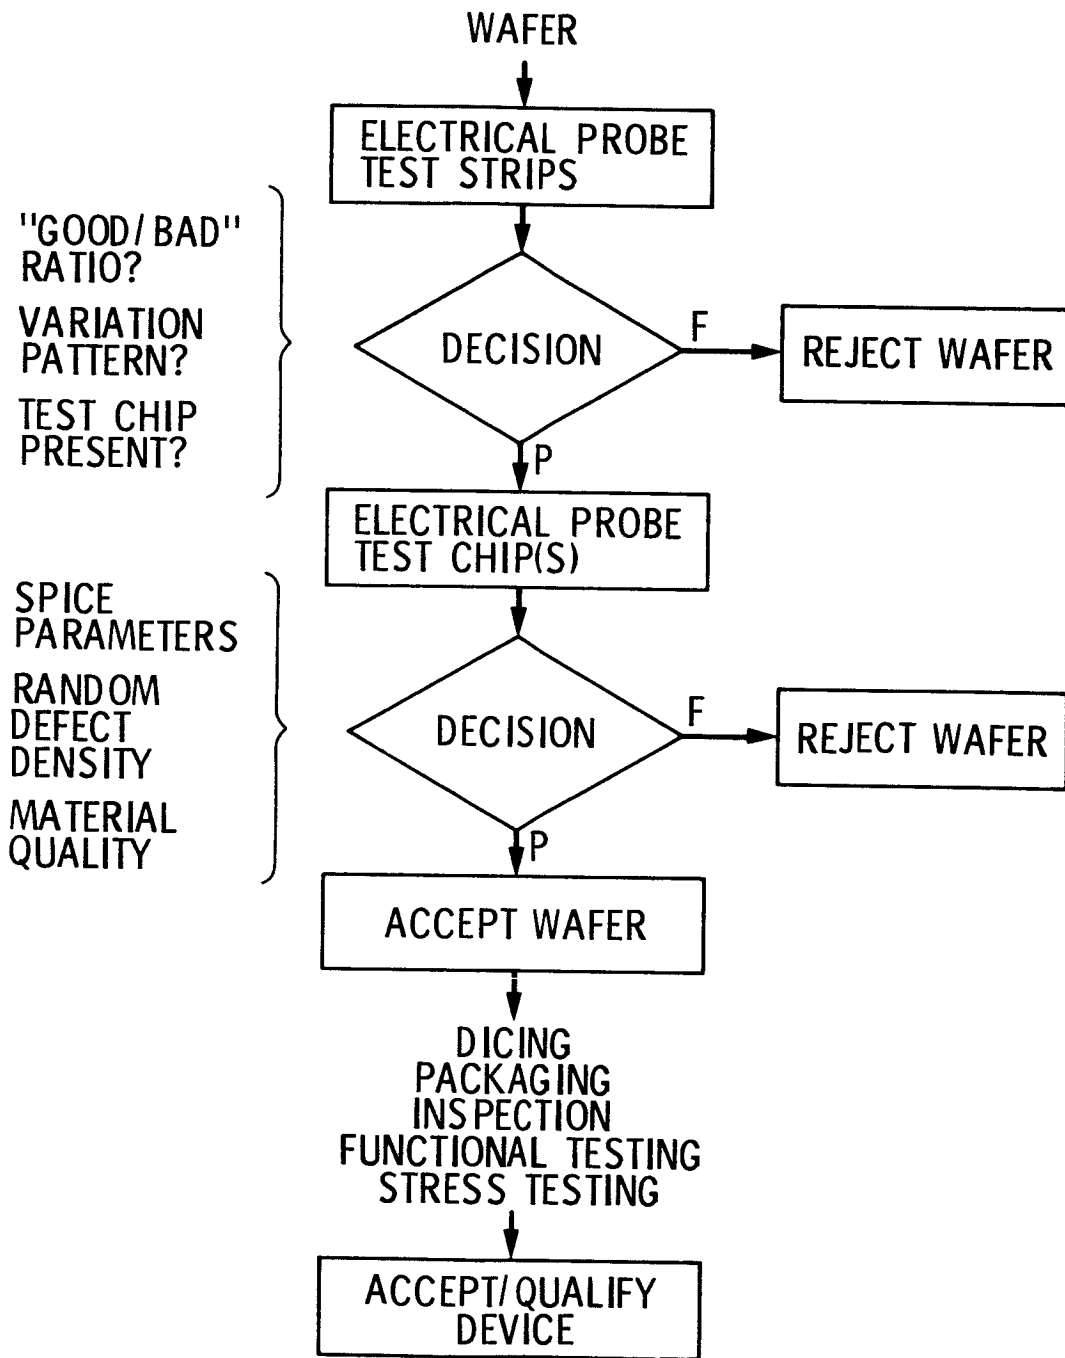 WAFER
ELECTRICAL PROBE
TEST STRIPS
"GOOD/BAD"
RATIO?
VARIATION
PATTERN?
TEST CHIP
PRESENT?
DECISION
F
REJECT WAFER
P
ELECTRICAL PROBE
TEST CHIP(S)
SPICE
PARAMETERS
RANDOM
DEFECT
DENSITY
MATERIAL
QUALITY
DECISION
F
REJECT WAFER
P
ACCEPT WAFER
DICING
PACKAGING
INSPECTION
FUNCTIONAL TESTING
STRESS TESTING
ACCEPT/QUALIFY
DEVICE